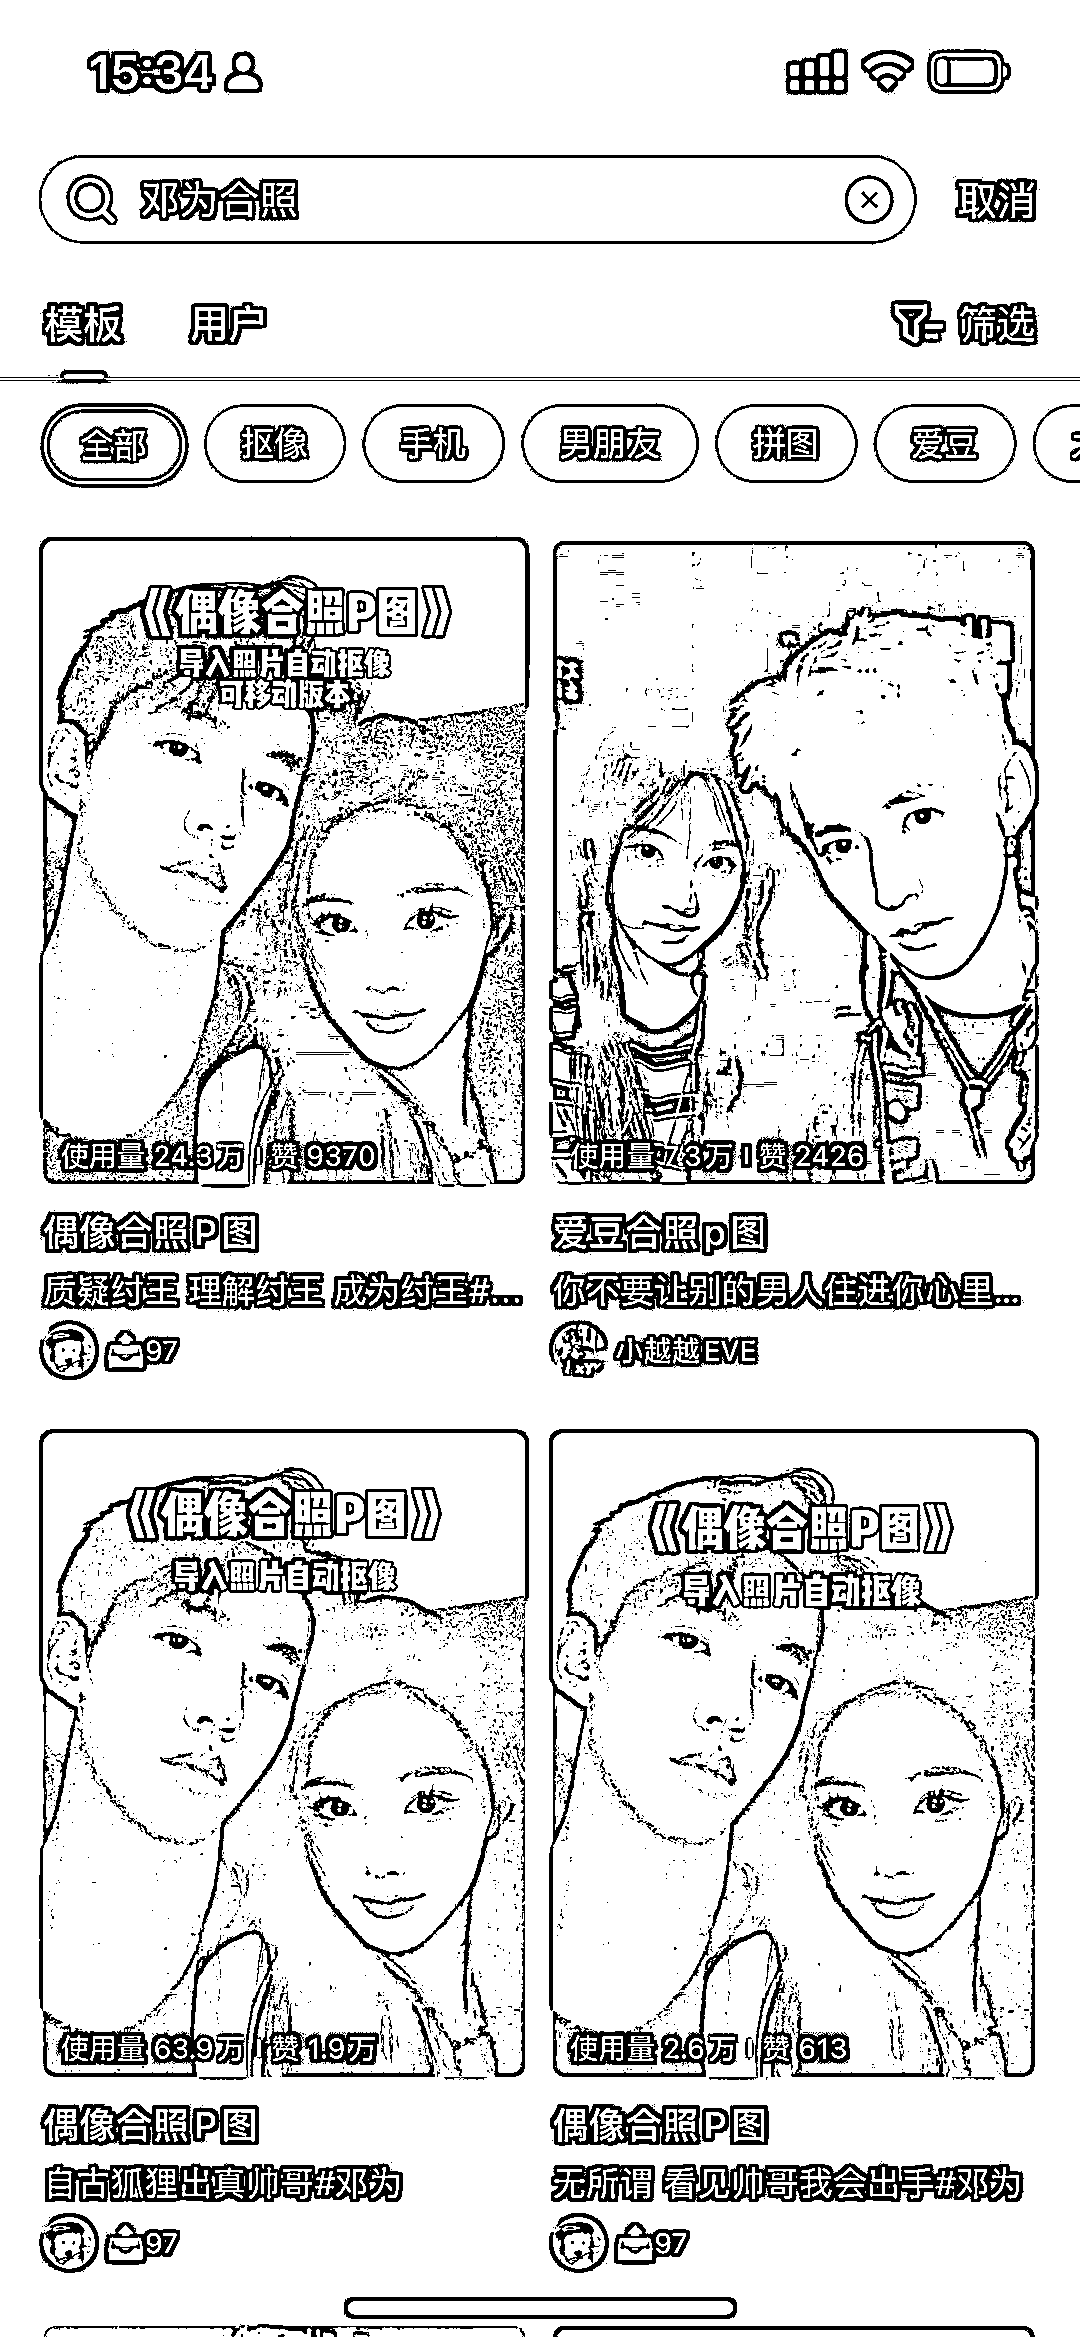 15:34
邓为合照
取消
模板 用户 筛选
全部 抠像 手机 男朋友 拼图 爱豆
《偶像合照P图》
导入照片自动抠像
可移动版本
使用量 24.3万 | 赞 9370
使用量 7.3万 | 赞 2426
偶像合照P图
质疑纣王 理解纣王 成为纣王#...
97
爱豆合照p图
你不要让别的男人住进你心里...
小越越EVE
《偶像合照P图》
导入照片自动抠像
使用量 63.9万 | 赞 1.9万
《偶像合照P图》
导入照片自动抠像
使用量 2.6万 | 赞 613
偶像合照P图
自古狐狸出真帅哥#邓为
97
偶像合照P图
无所谓 看见帅哥我会出手#邓为
97